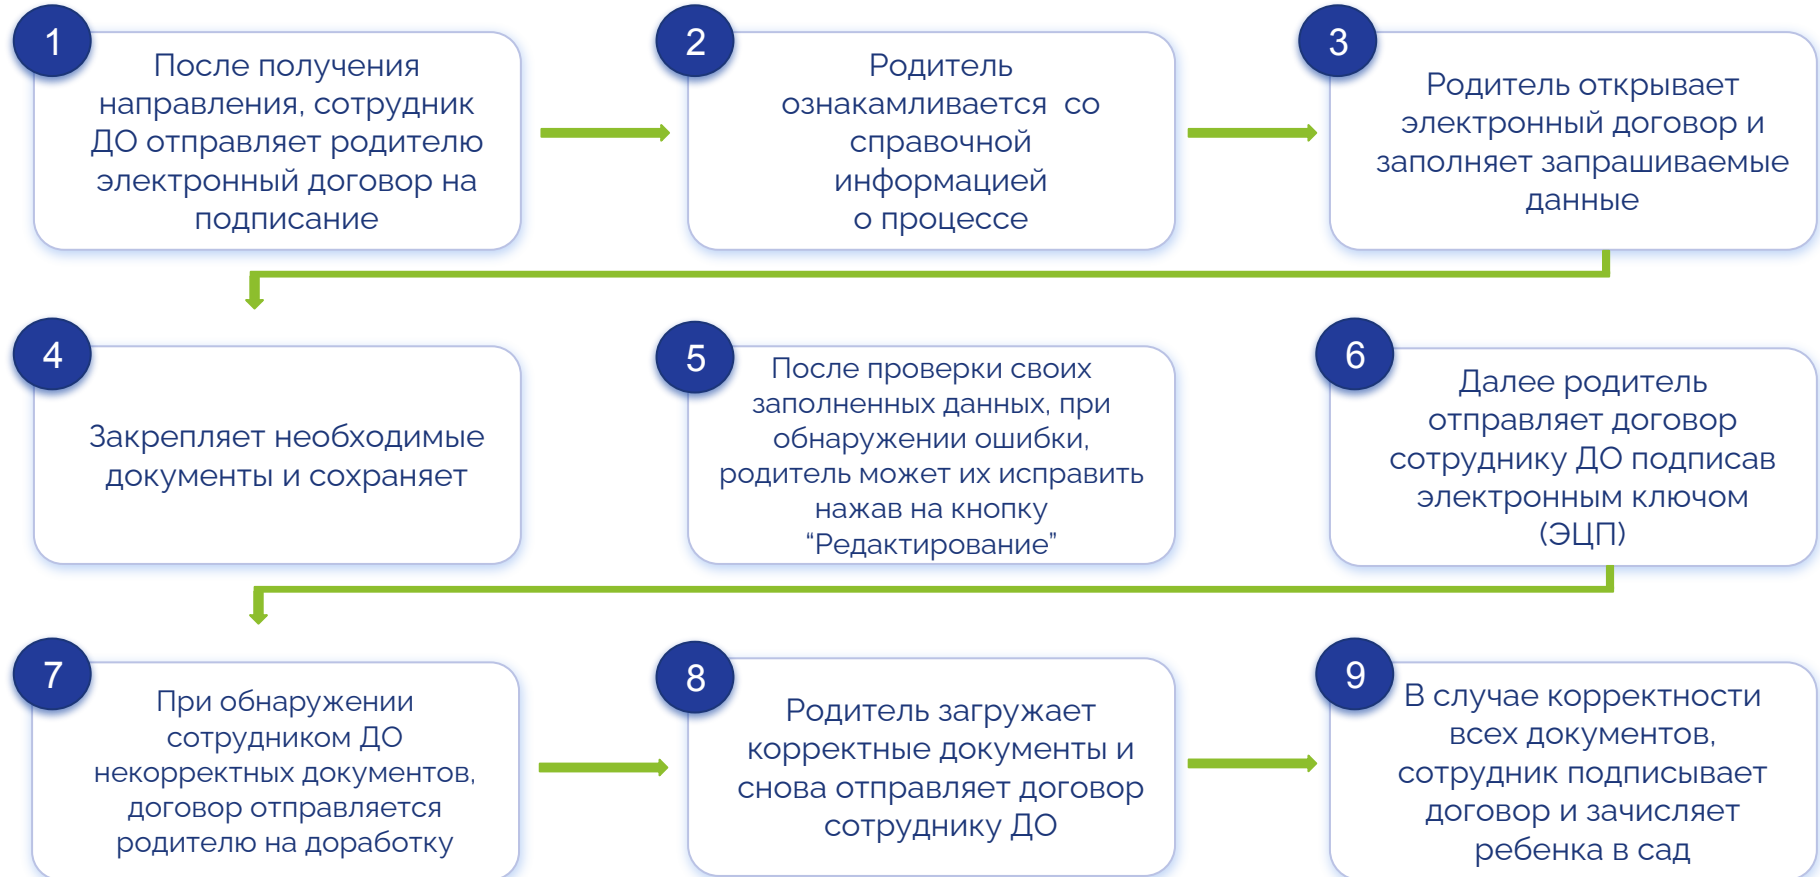 1
После получения
направления, сотрудник
ДО отправляет родителю
электронный договор на
подписание
2
Родитель
ознакамливается со
справочной
информацией
о процессе
3
Родитель открывает
электронный договор и
заполняет запрашиваемые
данные
4
Закрепляет необходимые
документы и сохраняет
5
После проверки своих
заполненных данных, при
обнаружении ошибки,
родитель может их исправить
нажав на кнопку
“Редактирование”
6
Далее родитель
отправляет договор
сотруднику ДО подписав
электронным ключом
(ЭЦП)
7
При обнаружении
сотрудником ДО
некорректных документов,
договор отправляется
родителю на доработку
8
Родитель загружает
корректные документы и
снова отправляет договор
сотруднику ДО
9
В случае корректности
всех документов,
сотрудник подписывает
договор и зачисляет
ребенка в сад